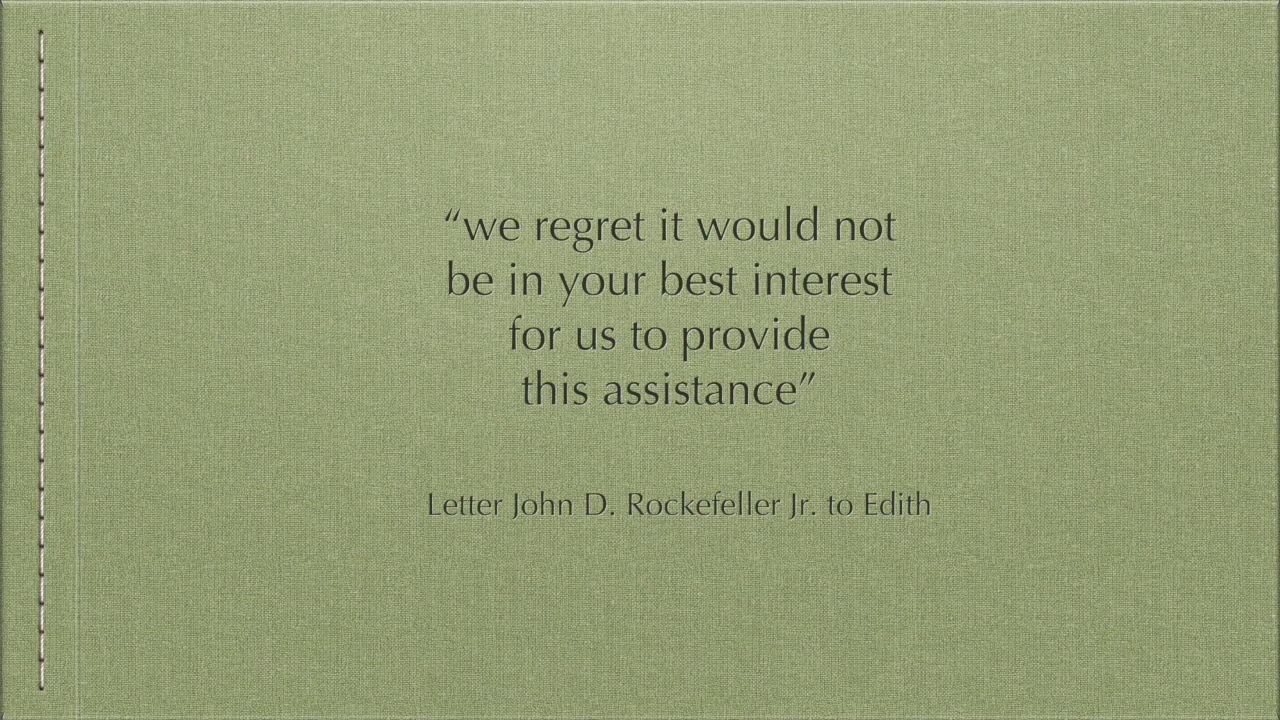 “we regret it would not
be in your best interest
for us to provide
this assistance”
Letter John D. Rockefeller Jr. to Edith